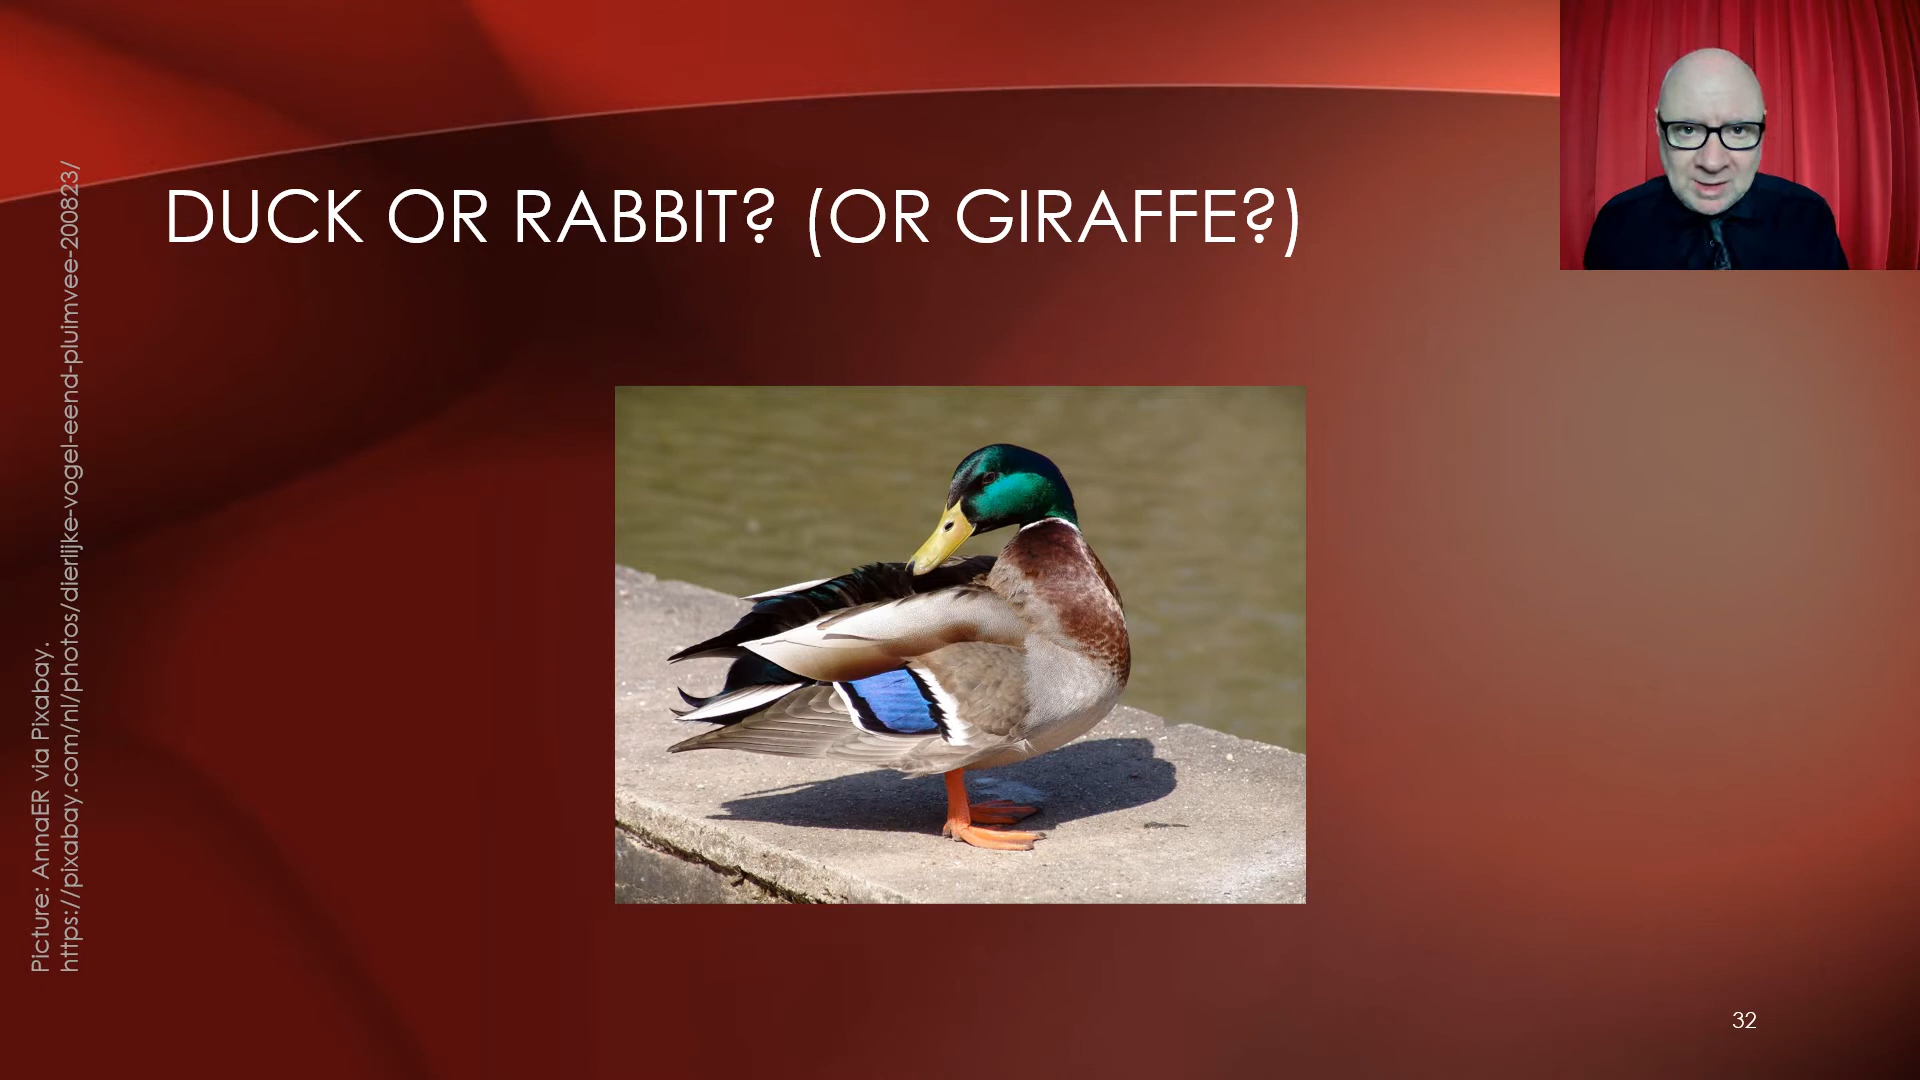 DUCK OR RABBIT? (OR GIRAFFE?)
Picture: AnnaER via Pixabay.
https://pixabay.com/nl/photos/dierlijke-vogel-eend-pluimvee-200823/
32